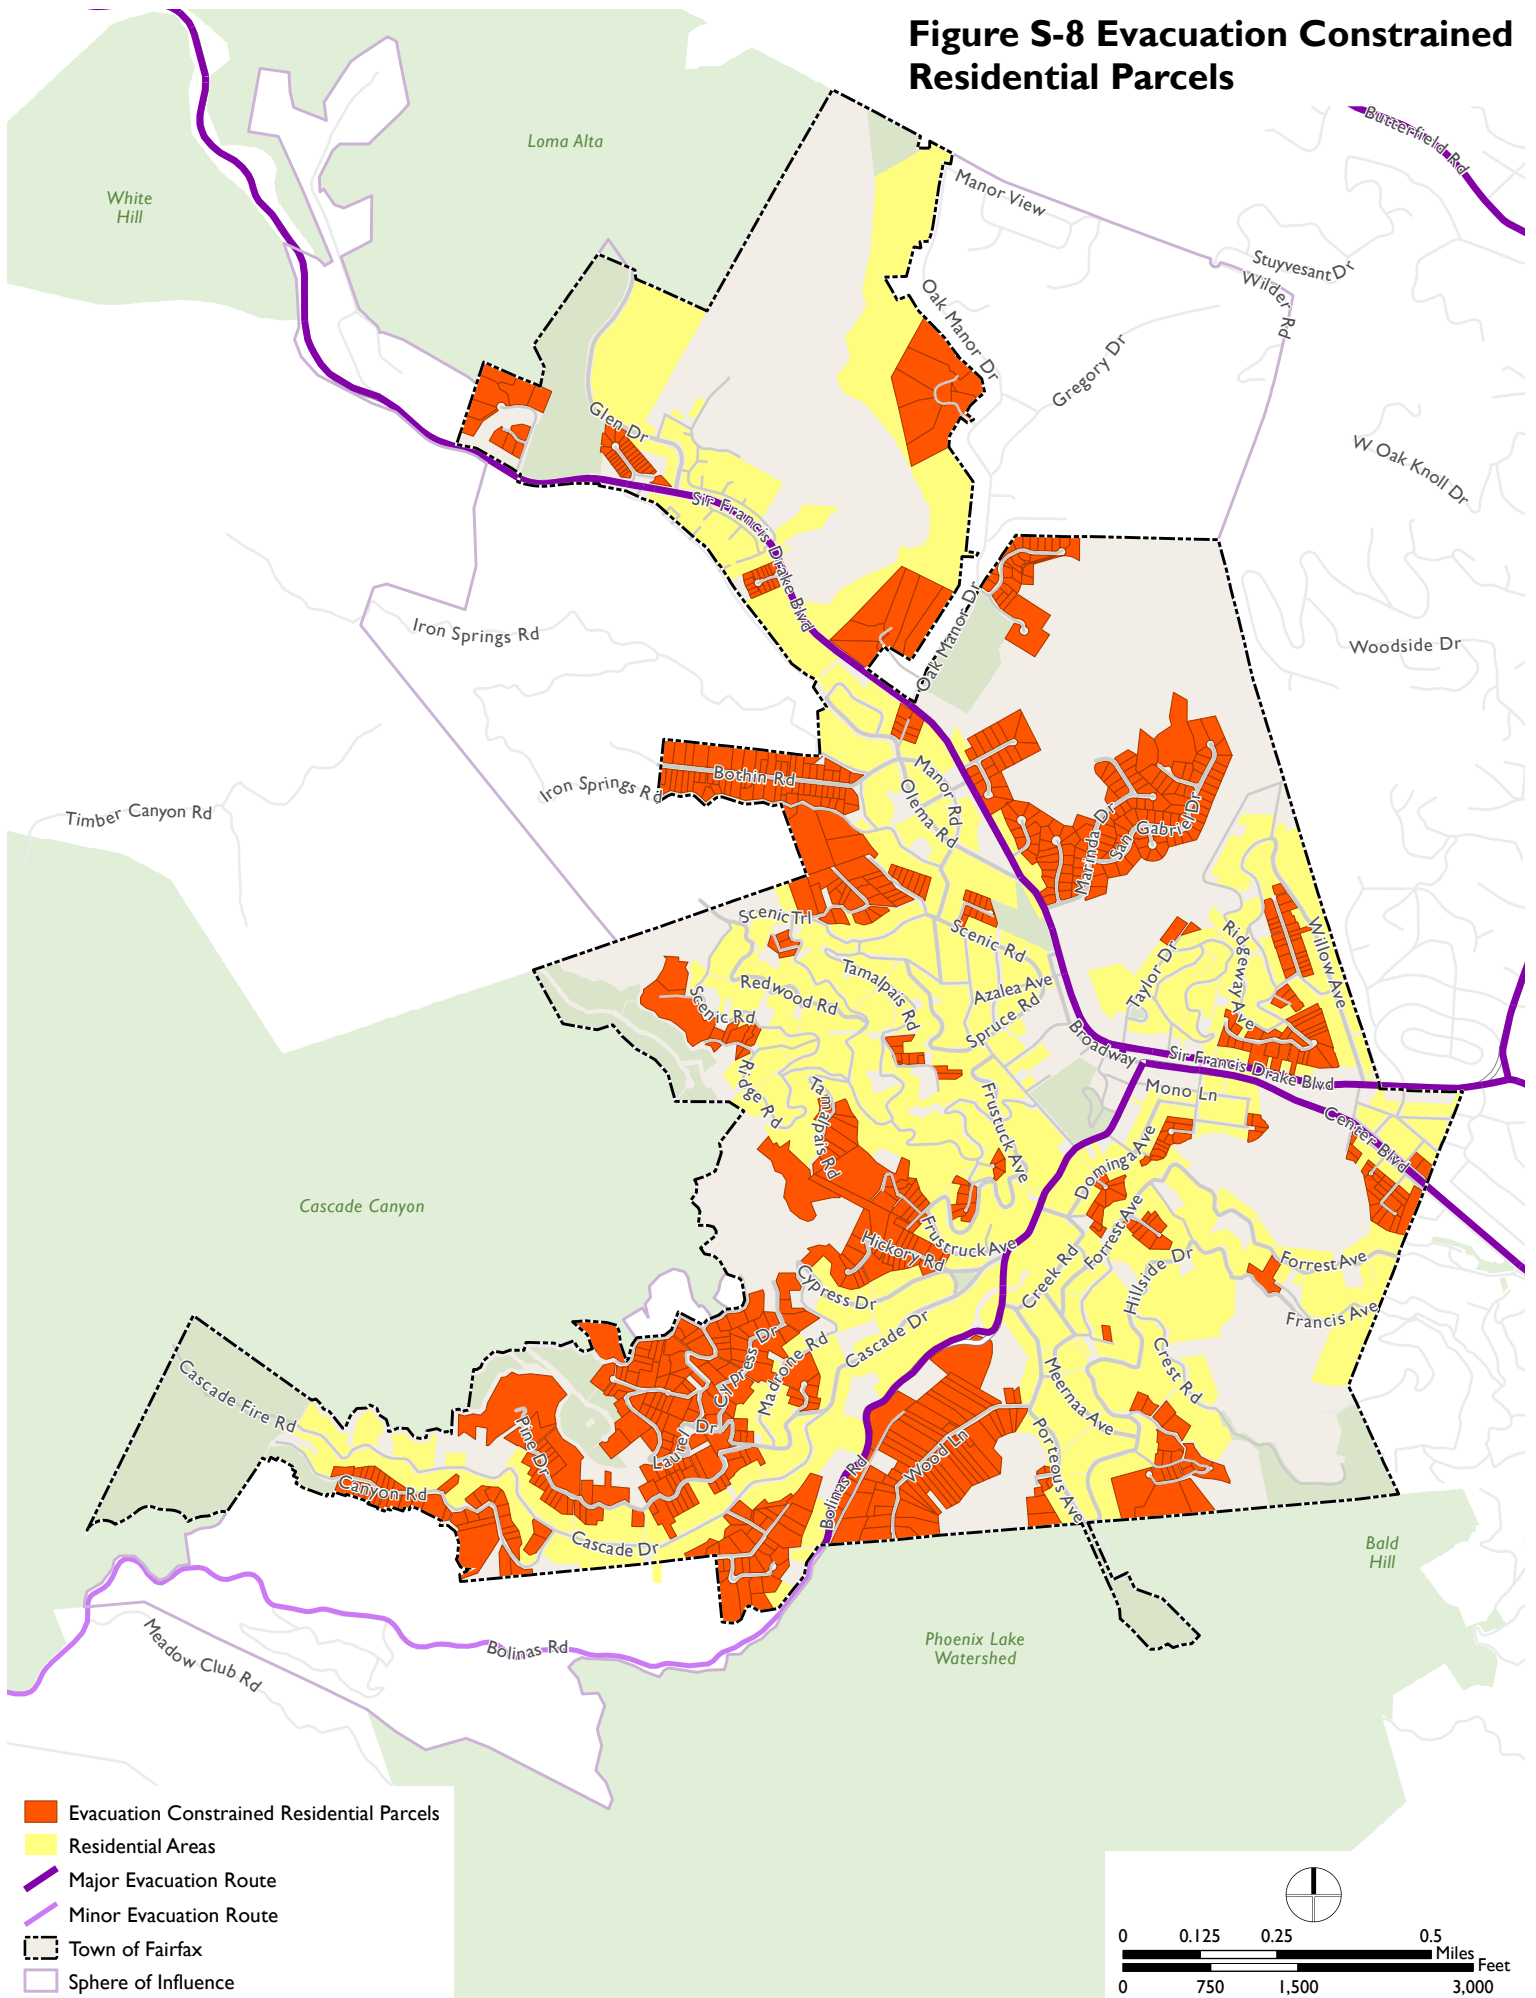 Figure S-8 Evacuation Constrained
Residential Parcels
Butterfield Rd
Loma Alta
White
Hill
Manor View
Stuyvesant Dr
Wilder Rd
Oak Manor Dr
Gregory Dr
Glen Dr
W Oak Knoll Dr
Sir Francis Drake Blvd
Iron Springs Rd
Oak Manor Dr
Woodside Dr
Bothin Rd
Manor Rd
Iron Springs Rd
Olema Rd
Timber Canyon Rd
Marinda Dr
San Gabriel Dr
Scenic Trl
Scenic Rd
Ridgeway Ave
Willow Ave
Taylor Dr
Tamalpais Rd
Redwood Rd
Azalea Ave
Scenic Rd
Spruce Rd
Broadway
Sir Francis Drake Blvd
Ridge Rd
Tamalpais Rd
Mono Ln
Frustuck Ave
Center Blvd
Dominga Ave
Cascade Canyon
Forrest Ave
Frustruck Ave
Hickory Rd
Creek Rd
Hillside Dr
Forrest Ave
Cypress Dr
Francis Ave
Cascade Dr
Cypress Dr
Madrone Rd
Crest Rd
Cascade Fire Rd
Meernaa Ave
Pine Dr
Laurel Dr
Wood Ln
Porteous Ave
Canyon Rd
Bolinas Rd
Cascade Dr
Bald
Hill
Phoenix Lake
Watershed
Bolinas Rd
Meadow Club Rd
Evacuation Constrained Residential Parcels
Residential Areas
Major Evacuation Route
Minor Evacuation Route
Town of Fairfax
Sphere of Influence
0 0.125 0.25 0.5
Miles
Feet
0 750 1,500 3,000